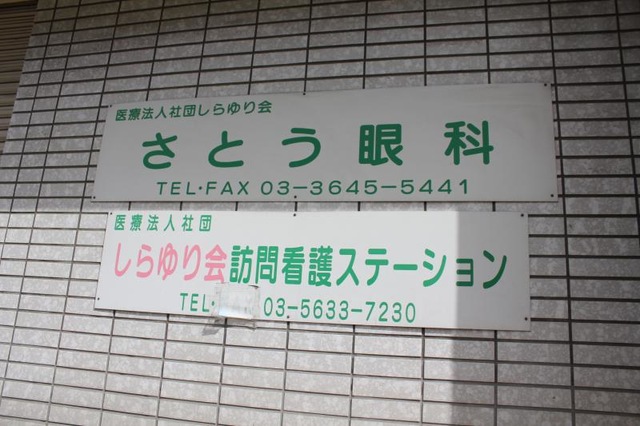 医療法人社団しらゆり会
さとう眼科
TEL・FAX 03-3645-5441
医療法人社団
しらゆり会訪問看護ステーション
TEL・ 03-5633-7230